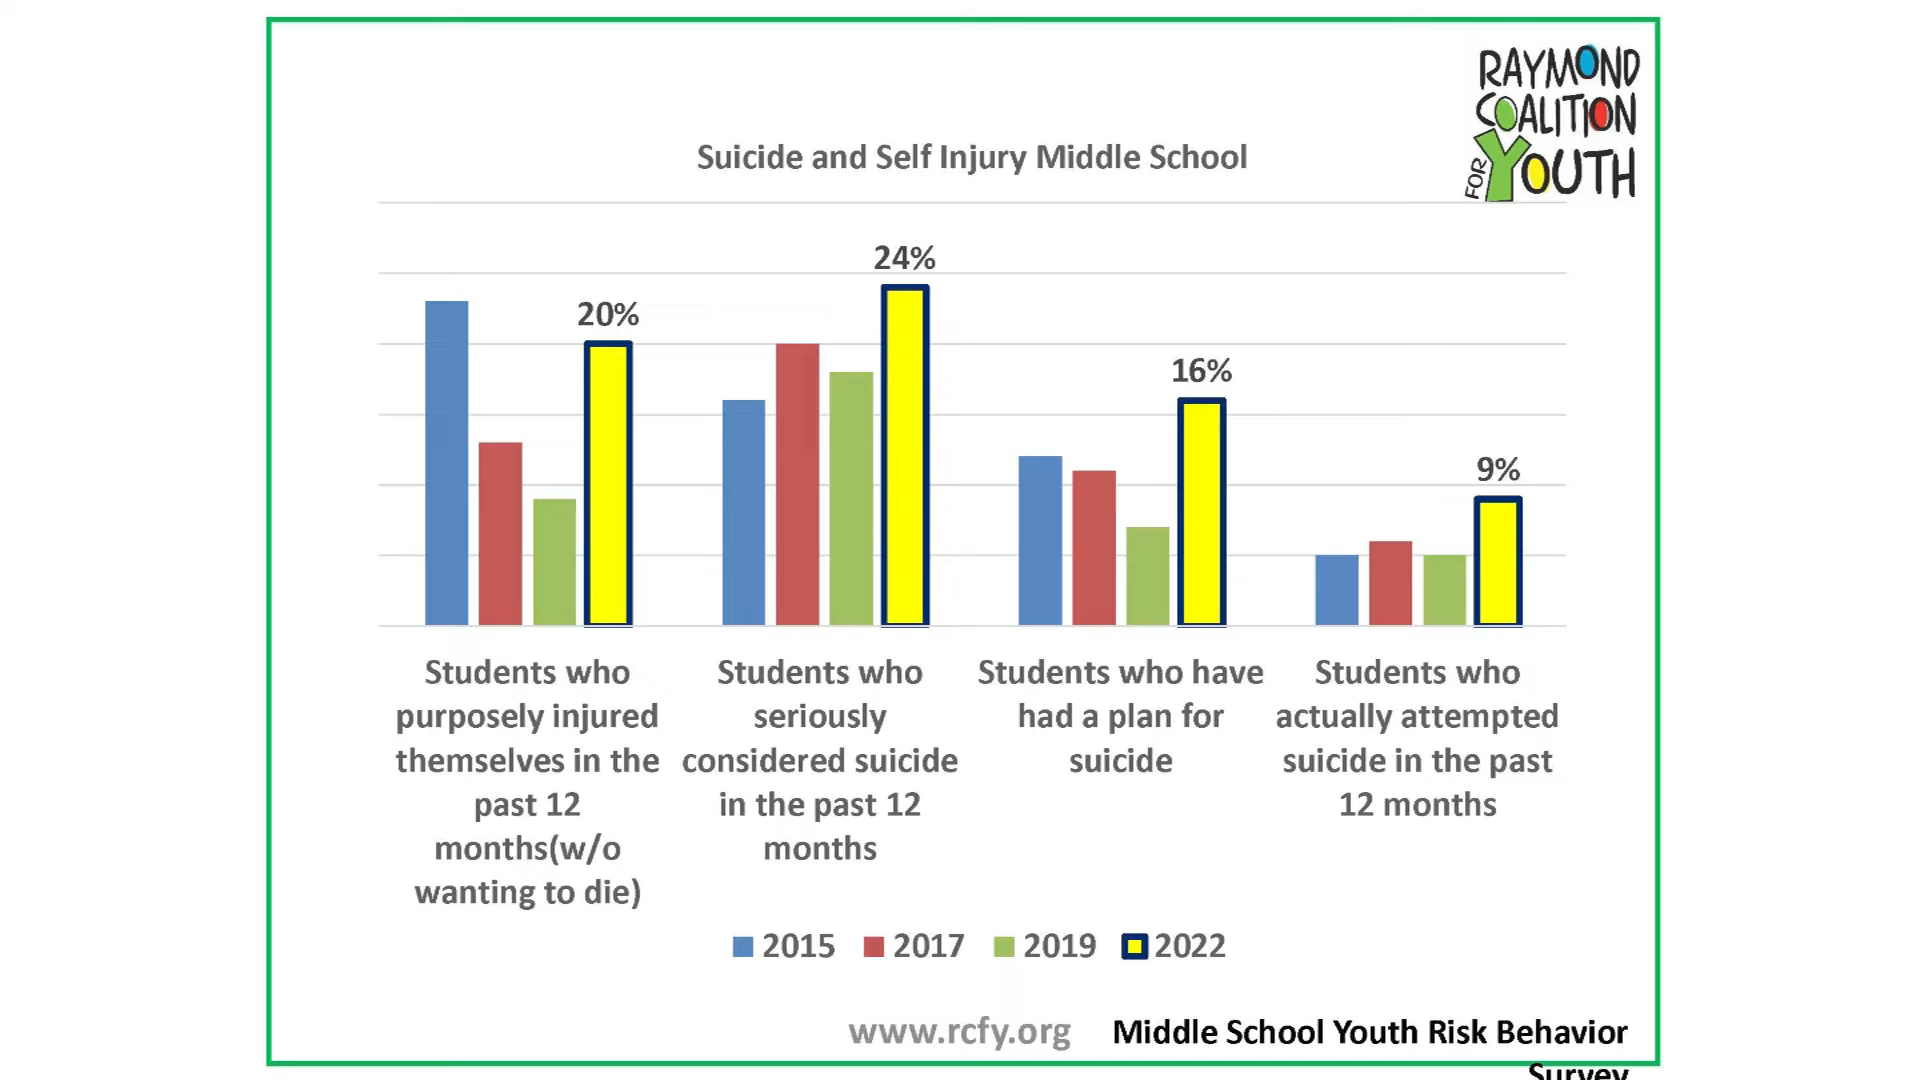 RAYMOND
COALITION
FOR YOUTH
Suicide and Self Injury Middle School
24%
20%
16%
9%
Students who
purposely injured
themselves in the
past 12
months(w/o
wanting to die)
Students who
seriously
considered suicide
in the past 12
months
Students who have
had a plan for
suicide
Students who
actually attempted
suicide in the past
12 months
2015 2017 2019 2022
www.rcfy.org Middle School Youth Risk Behavior
Survey